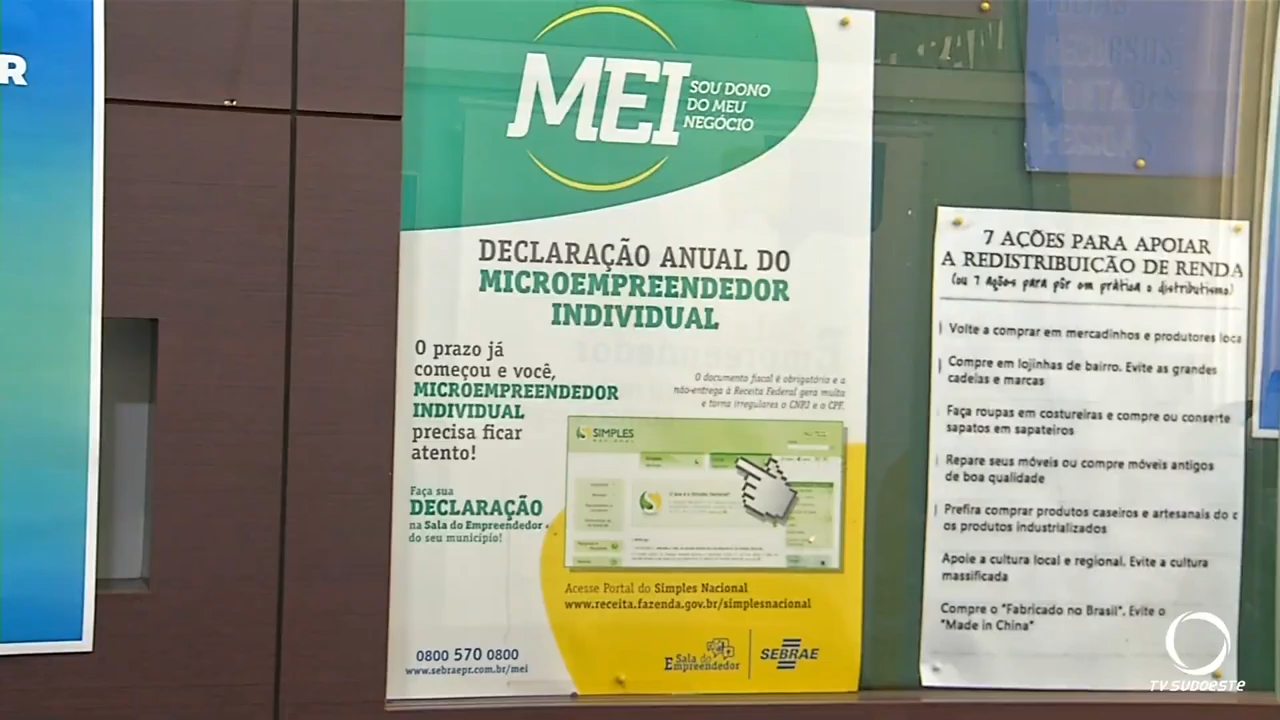 R
MEI
SOU DONO
DO MEU
NEGÓCIO
DECLARAÇÃO ANUAL DO
MICROEMPREENDEDOR
INDIVIDUAL
O prazo já
começou e você,
MICROEMPREENDEDOR
INDIVIDUAL
precisa ficar
atento!
O documento fiscal é obrigatório e a
não-entrega à Receita Federal gera multa
e torna irregulares o CNPJ e o CPF.
Faça sua
DECLARAÇÃO
na Sala do Empreendedor
do seu município!
SIMPLES
NACIONAL
Acesse Portal do Simples Nacional
www.receita.fazenda.gov.br/simplesnacional
0800 570 0800
www.sebraepr.com.br/mei
Sala do
Empreendedor
SEBRAE
7 AÇÕES PARA APOIAR
A REDISTRIBUIÇÃO DE RENDA
(ou 7 Ações para pôr em prática o distributismo)
Volte a comprar em mercadinhos e produtores loca
Compre em lojinhas de bairro. Evite as grandes
cadeias e marcas
Faça roupas em costureiras e compre ou conserte
sapatos em sapateiros
Repare seus móveis ou compre móveis antigos
de boa qualidade
Prefira comprar produtos caseiros e artesanais do
os produtos industrializados
Apoie a cultura local e regional. Evite a cultura
massificada
Compre o "Fabricado no Brasil". Evite o
"Made in China"
TV SUDOESTE